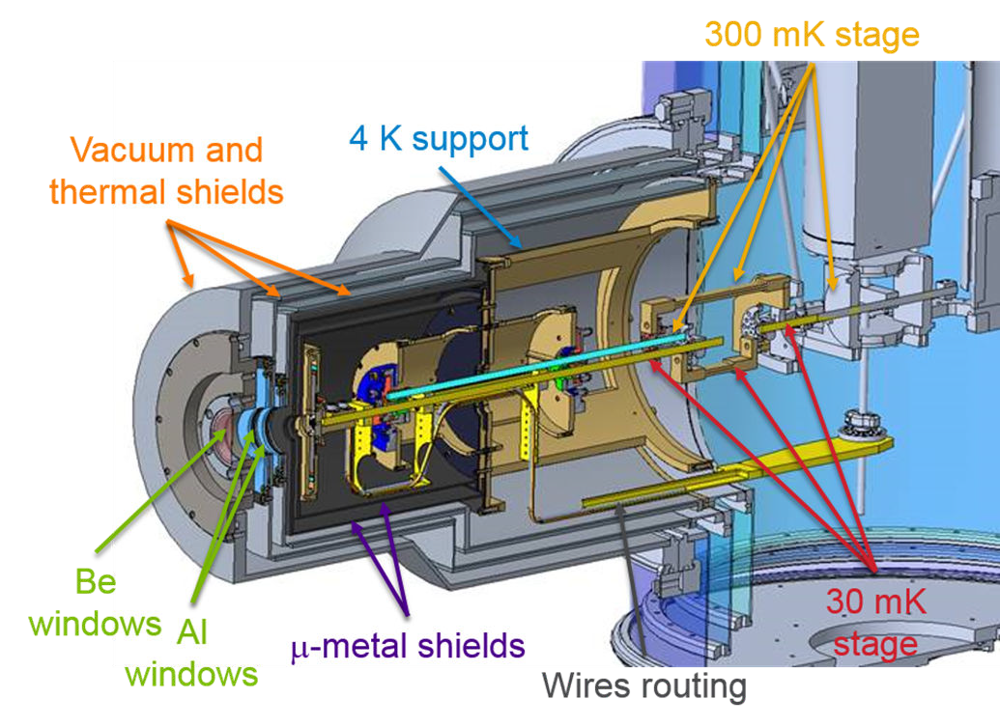 300 mK stage
4 K support
Vacuum and
thermal shields
Be
windows
Al
windows
μ-metal shields
Wires routing
30 mK
stage